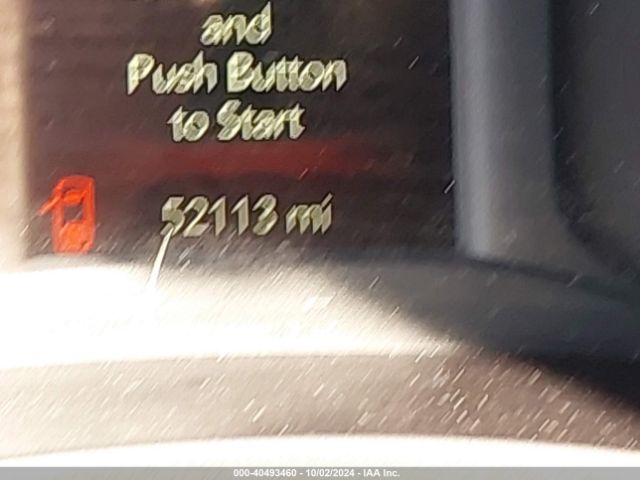 and
Push Button
to Start
52113 mi
000-40493460 - 10/02/2024 - IAA Inc.